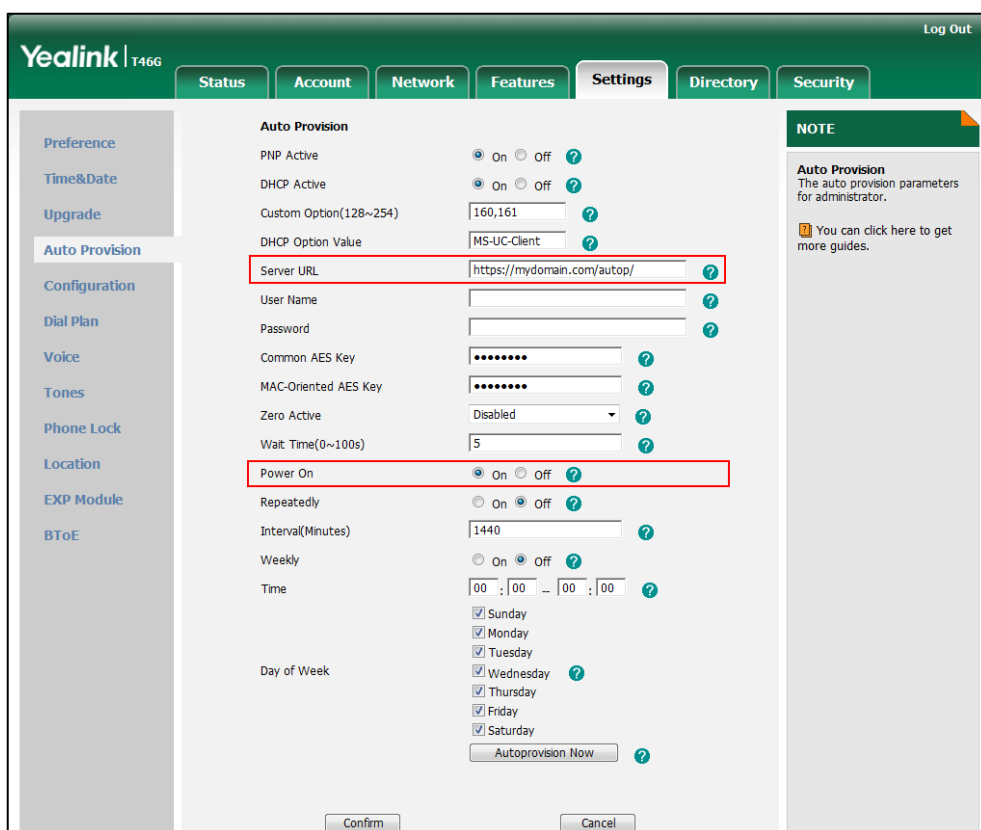 Log Out
Yealink | T46G
Status Account Network Features Settings Directory Security
Preference
Time&Date
Upgrade
Auto Provision
Configuration
Dial Plan
Voice
Tones
Phone Lock
Location
EXP Module
BToE
Auto Provision
PNP Active On Off ?
DHCP Active On Off ?
Custom Option(128~254) 160,161 ?
DHCP Option Value MS-UC-Client ?
Server URL https://mydomain.com/autop/ ?
User Name ?
Password ?
Common AES Key •••••••• ?
MAC-Oriented AES Key •••••••• ?
Zero Active Disabled ?
Wait Time(0~100s) 5 ?
Power On On Off ?
Repeatedly On Off ?
Interval(Minutes) 1440 ?
Weekly On Off ?
Time 00 : 00 -- 00 : 00 ?
Day of Week
Sunday
Monday
Tuesday
Wednesday ?
Thursday
Friday
Saturday
Autoprovision Now ?
Confirm Cancel
NOTE
Auto Provision
The auto provision parameters
for administrator.
? You can click here to get
more guides.